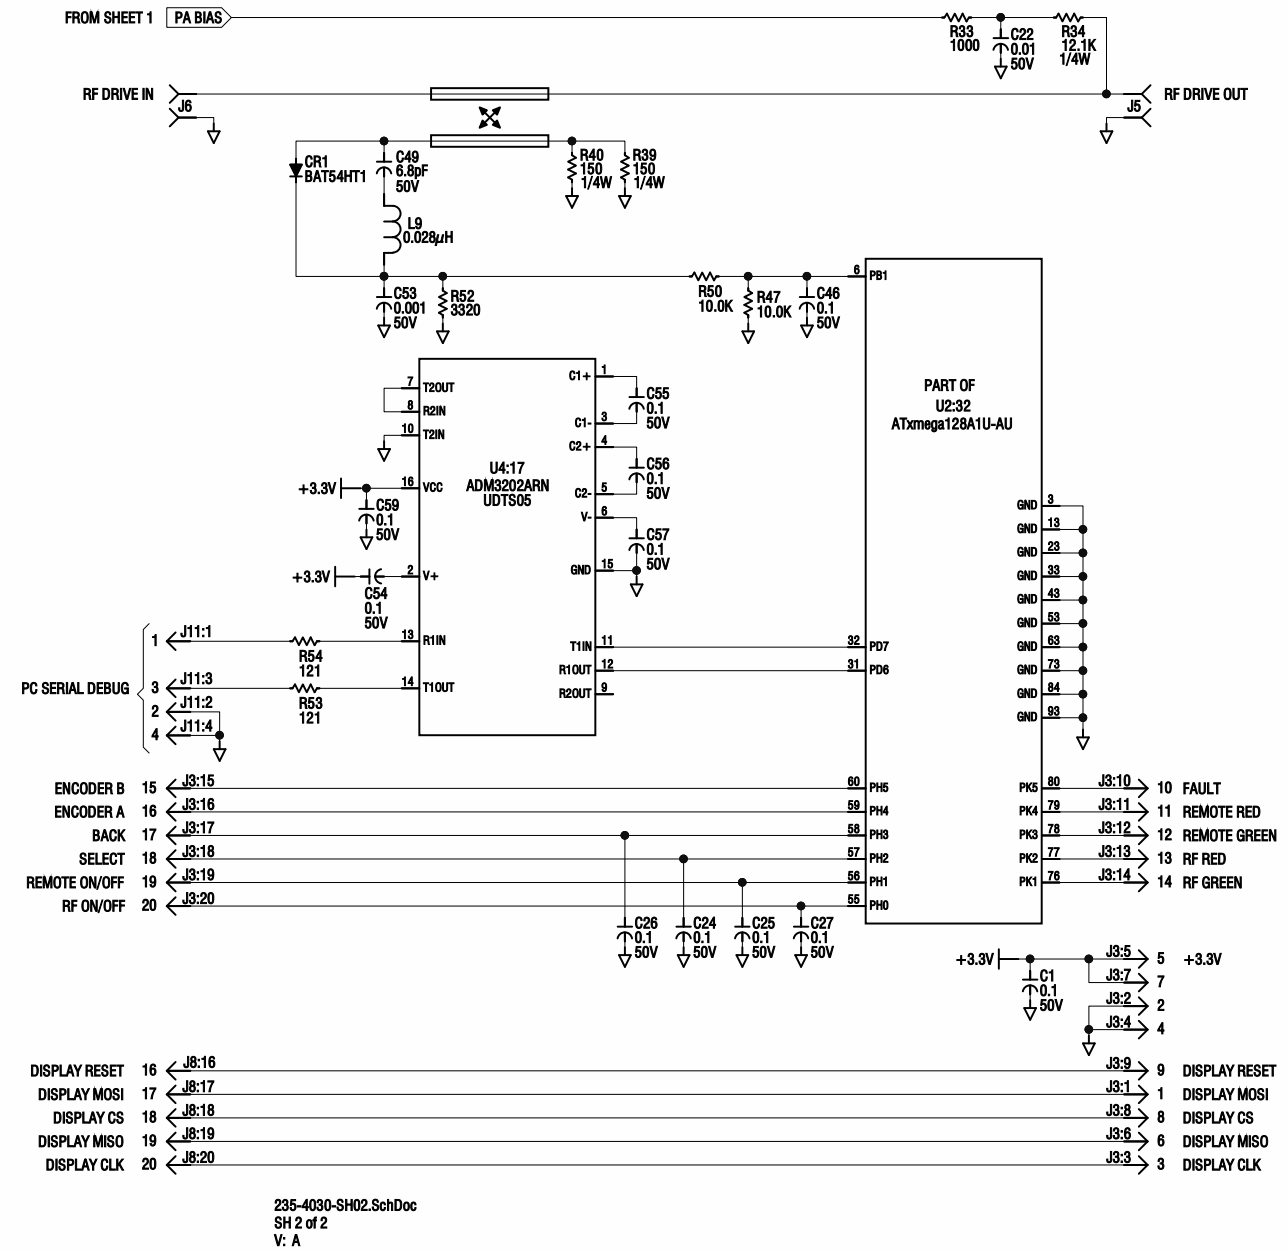 FROM SHEET 1
PA BIAS
R33
1000
C22
0.01
50V
R34
12.1K
1/4W
RF DRIVE IN
J6
RF DRIVE OUT
J5
CR1
BAT54HT1
C49
6.8pF
50V
R40
150
1/4W
R39
150
1/4W
L9
0.028µH
C53
0.001
50V
R52
3320
R50
10.0K
R47
10.0K
C46
0.1
50V
6 PB1
PART OF
U2:32
ATxmega128A1U-AU
7 T2OUT
8 R2IN
10 T2IN
16 VCC
+3.3V
C59
0.1
50V
2 V+
+3.3V
C54
0.1
50V
13 R1IN
14 T1OUT
U4:17
ADM3202ARN
UDTS05
C1+ 1
C1- 3
C55
0.1
50V
C2+ 4
C2- 5
C56
0.1
50V
V- 6
C57
0.1
50V
GND 15
T1IN 11
R1OUT 12
R2OUT 9
32 PD7
31 PD6
GND 3
GND 13
GND 23
GND 33
GND 43
GND 53
GND 63
GND 73
GND 84
GND 93
PC SERIAL DEBUG
1 J11:1
R54
121
3 J11:3
R53
121
2 J11:2
4 J11:4
ENCODER B 15 J3:15 60 PH5
ENCODER A 16 J3:16 59 PH4
BACK 17 J3:17 58 PH3
SELECT 18 J3:18 57 PH2
REMOTE ON/OFF 19 J3:19 56 PH1
RF ON/OFF 20 J3:20 55 PH0
PK5 80 J3:10 10 FAULT
PK4 79 J3:11 11 REMOTE RED
PK3 78 J3:12 12 REMOTE GREEN
PK2 77 J3:13 13 RF RED
PK1 76 J3:14 14 RF GREEN
C26
0.1
50V
C24
0.1
50V
C25
0.1
50V
C27
0.1
50V
+3.3V
C1
0.1
50V
J3:5 5 +3.3V
J3:7 7
J3:2 2
J3:4 4
DISPLAY RESET 16 J8:16 J3:9 9 DISPLAY RESET
DISPLAY MOSI 17 J8:17 J3:1 1 DISPLAY MOSI
DISPLAY CS 18 J8:18 J3:8 8 DISPLAY CS
DISPLAY MISO 19 J8:19 J3:6 6 DISPLAY MISO
DISPLAY CLK 20 J8:20 J3:3 3 DISPLAY CLK
235-4030-SH02.SchDoc
SH 2 of 2
V: A